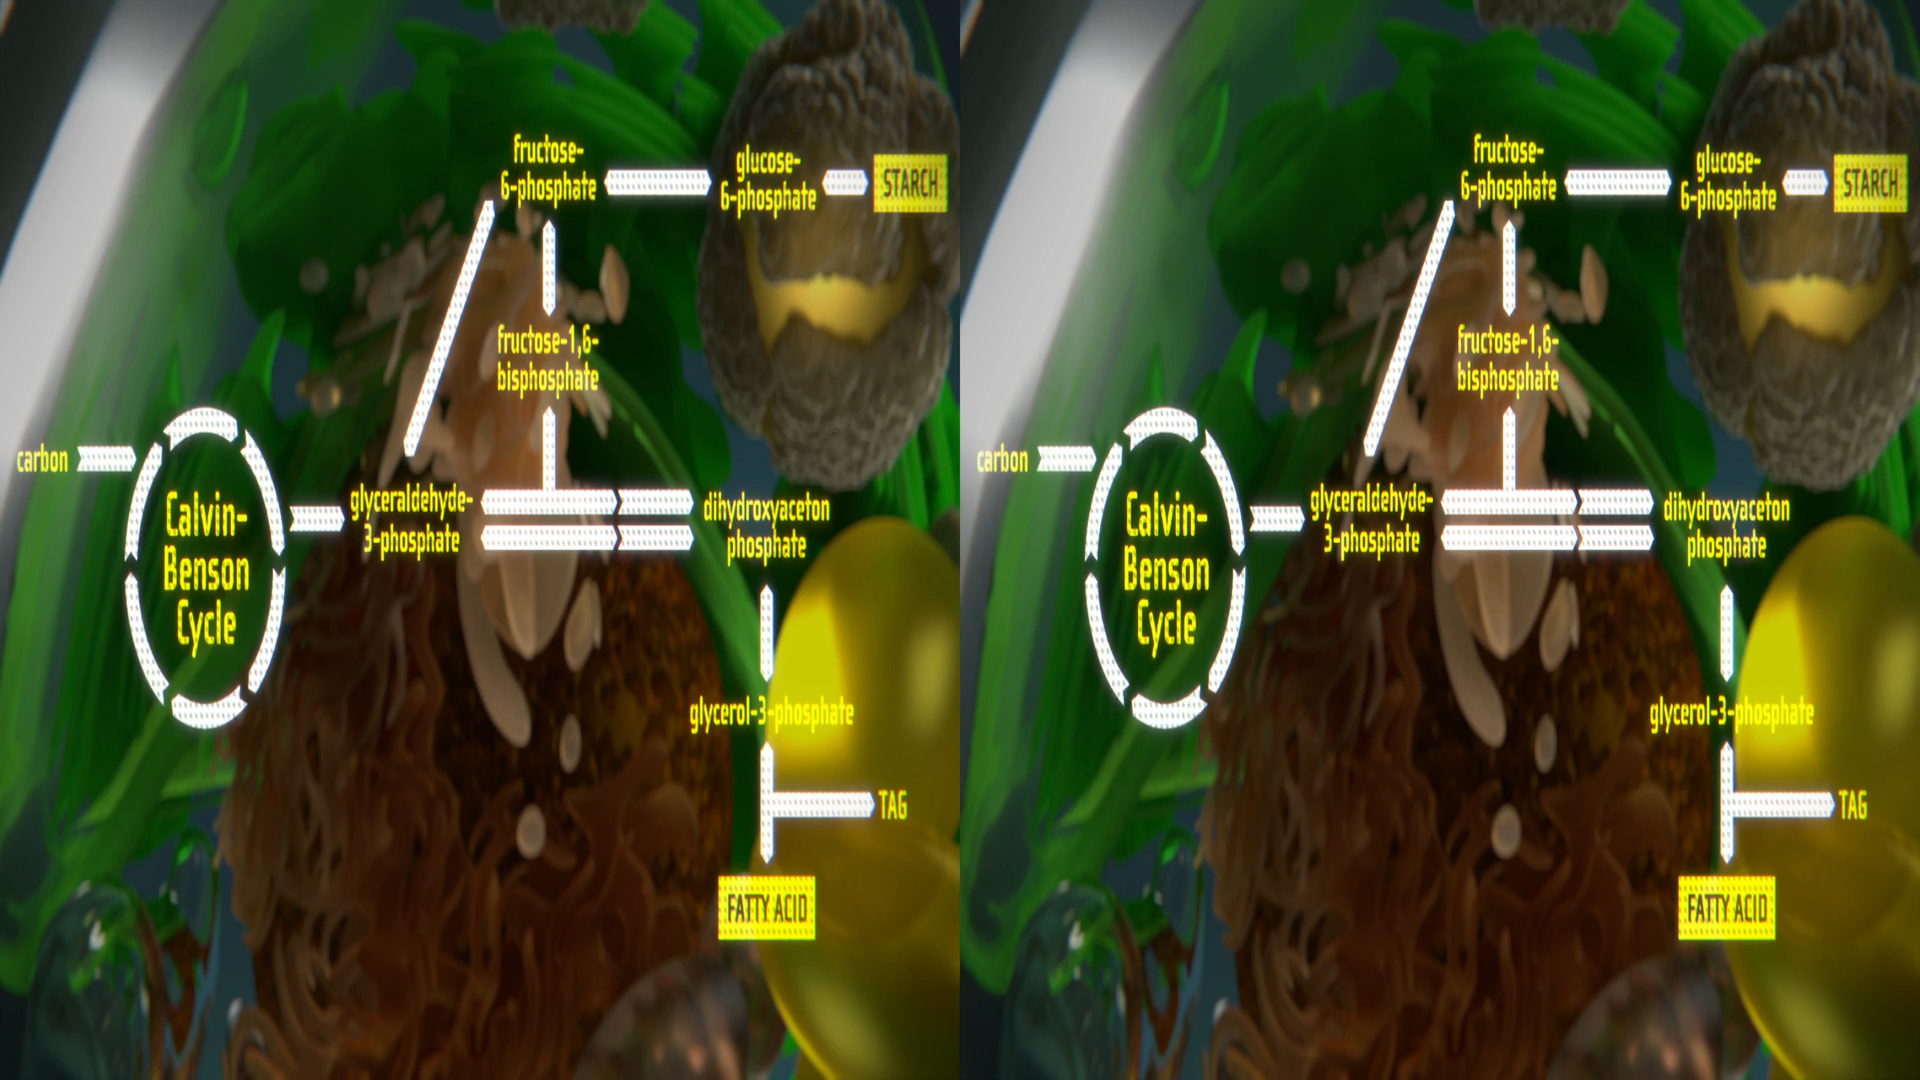 fructose-
6-phosphate
glucose-
6-phosphate
STARCH
fructose-1,6-
bisphosphate
carbon
Calvin-
Benson
Cycle
glyceraldehyde-
3-phosphate
dihydroxyaceton
phosphate
glycerol-3-phosphate
TAG
FATTY ACID
fructose-
6-phosphate
glucose-
6-phosphate
STARCH
fructose-1,6-
bisphosphate
carbon
Calvin-
Benson
Cycle
glyceraldehyde-
3-phosphate
dihydroxyaceton
phosphate
glycerol-3-phosphate
TAG
FATTY ACID